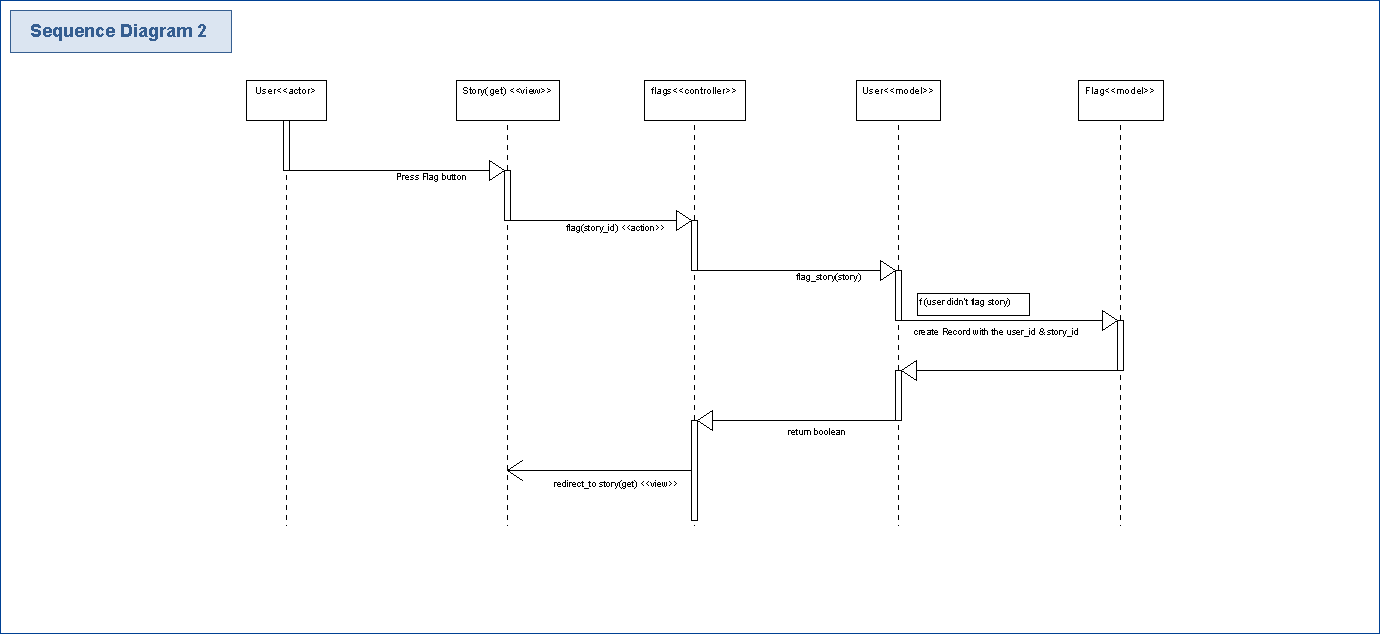 Sequence Diagram 2
User<<actor>
Story(get) <<view>>
flags<<controller>>
User<<model>>
Flag<<model>>
Press Flag button
flag(story_id) <<action>>
flag_story(story)
f (user didn't flag story)
create Record with the user_id & story_id
return boolean
redirect_to story(get) <<view>>